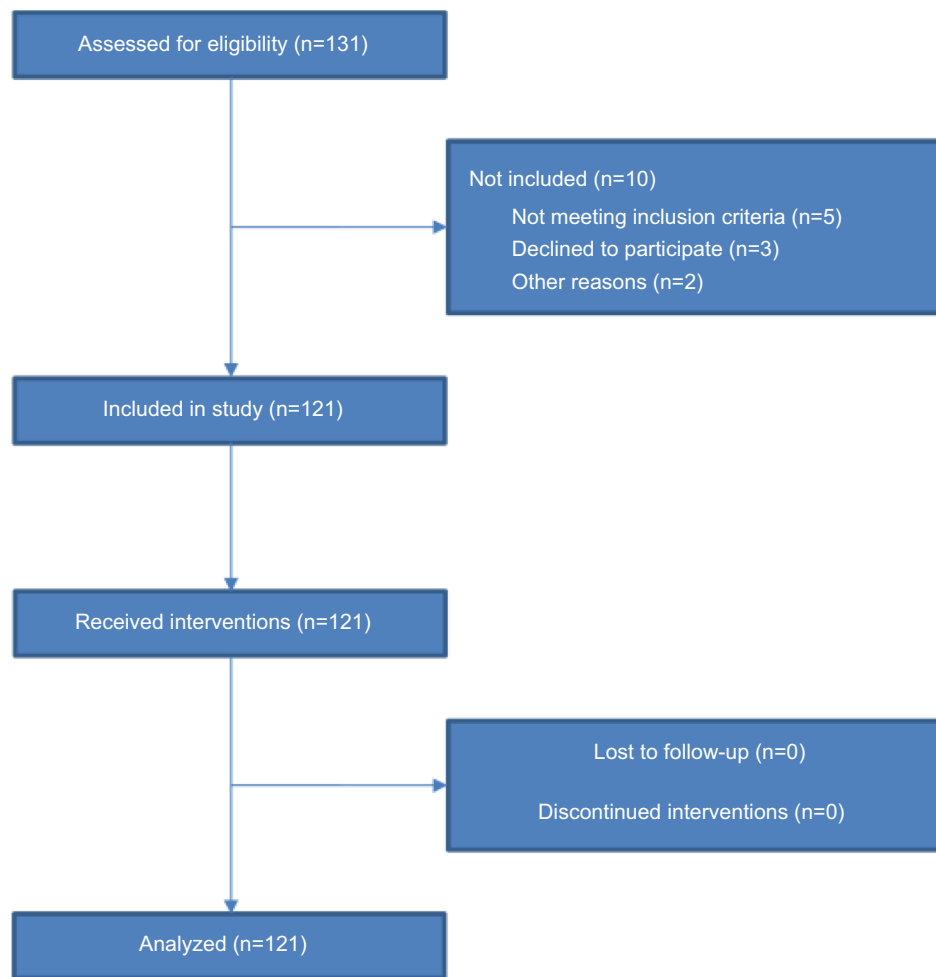 Assessed for eligibility (n=131)
Not included (n=10)
Not meeting inclusion criteria (n=5)
Declined to participate (n=3)
Other reasons (n=2)
Included in study (n=121)
Received interventions (n=121)
Lost to follow-up (n=0)
Discontinued interventions (n=0)
Analyzed (n=121)